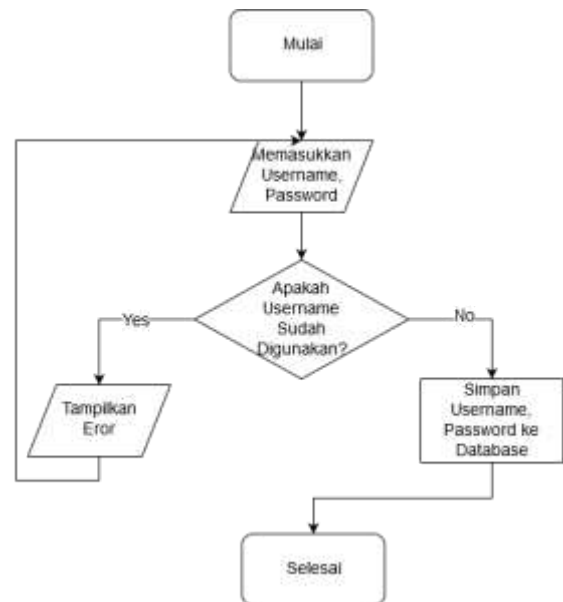 Mulai
Memasukkan
Username,
Password
Apakah
Username
Sudah
Digunakan?
Yes
No
Tampilkan
Eror
Simpan
Username,
Password ke
Database
Selesai